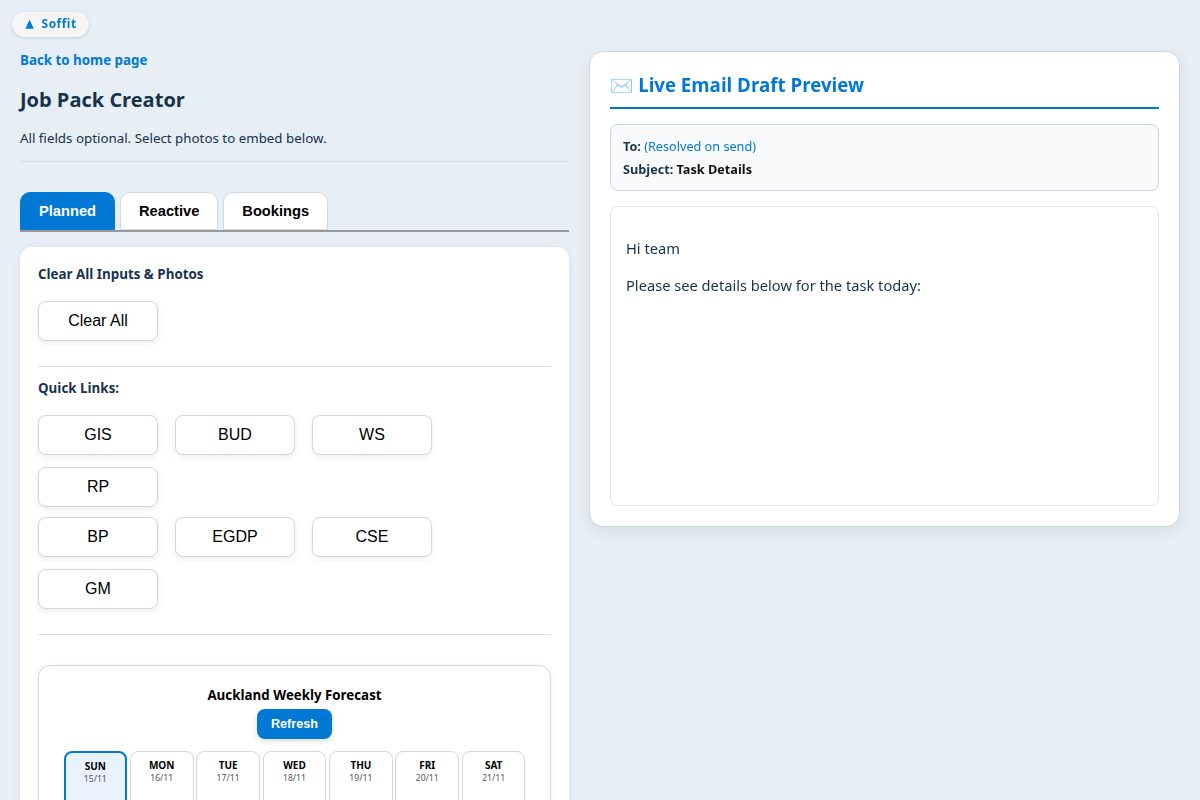 Soffit
Back to home page
Job Pack Creator
All fields optional. Select photos to embed below.
Planned
Reactive
Bookings
Clear All Inputs & Photos
Clear All
Quick Links:
GIS
BUD
WS
RP
BP
EGDP
CSE
GM
Auckland Weekly Forecast
Refresh
SUN
15/11
MON
16/11
TUE
17/11
WED
18/11
THU
19/11
FRI
20/11
SAT
21/11
Live Email Draft Preview
To: (Resolved on send)
Subject: Task Details
Hi team
Please see details below for the task today: